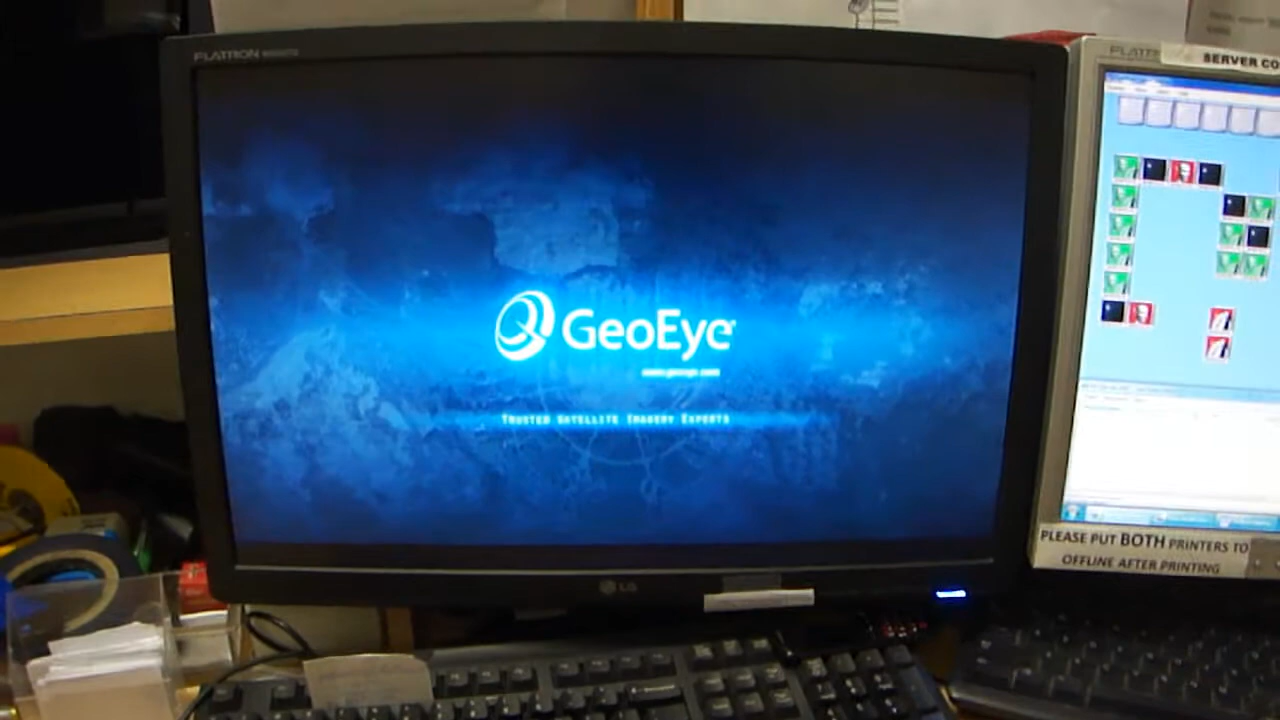 FLATRON
SERVER CO
GeoEye
www.geoeye.com
TRUSTED SATELLITE IMAGERY EXPERTS
LG
PLEASE PUT BOTH PRINTERS TO
OFFLINE AFTER PRINTING